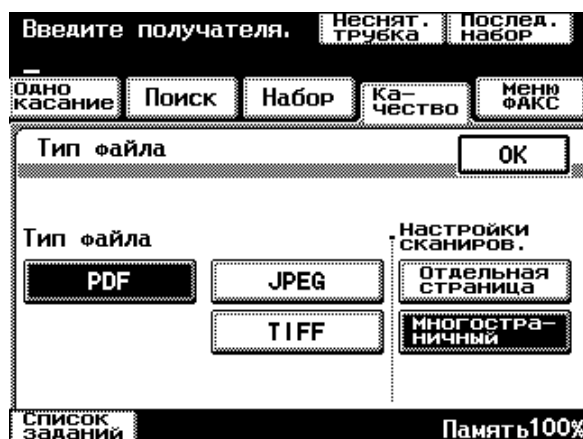 Введите получателя.
Неснят. трубка
Послед. набор
Одно касание
Поиск
Набор
Ка-
чество
Меню ФАКС
Тип файла
OK
Тип файла
Настройки
сканиров.
PDF
JPEG
Отдельная
страница
TIFF
Многостра-
ничный
Список
заданий
Память100%